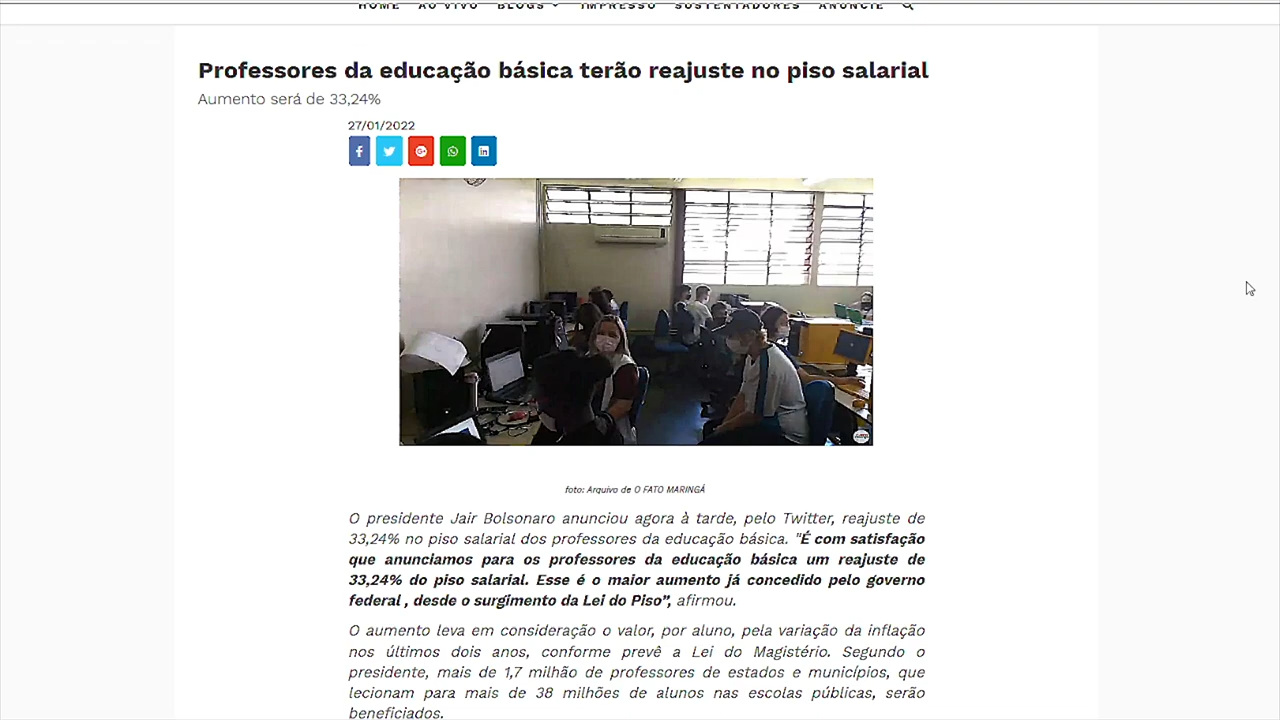 HOME AO VIVO BLOGS IMPRESSO SUSTENTADORES ANUNCIE
Professores da educação básica terão reajuste no piso salarial
Aumento será de 33,24%
27/01/2022
foto: Arquivo de O FATO MARINGÁ
O presidente Jair Bolsonaro anunciou agora à tarde, pelo Twitter, reajuste de
33,24% no piso salarial dos professores da educação básica. "É com satisfação
que anunciamos para os professores da educação básica um reajuste de
33,24% do piso salarial. Esse é o maior aumento já concedido pelo governo
federal , desde o surgimento da Lei do Piso”, afirmou.
O aumento leva em consideração o valor, por aluno, pela variação da inflação
nos últimos dois anos, conforme prevê a Lei do Magistério. Segundo o
presidente, mais de 1,7 milhão de professores de estados e municípios, que
lecionam para mais de 38 milhões de alunos nas escolas públicas, serão
beneficiados.